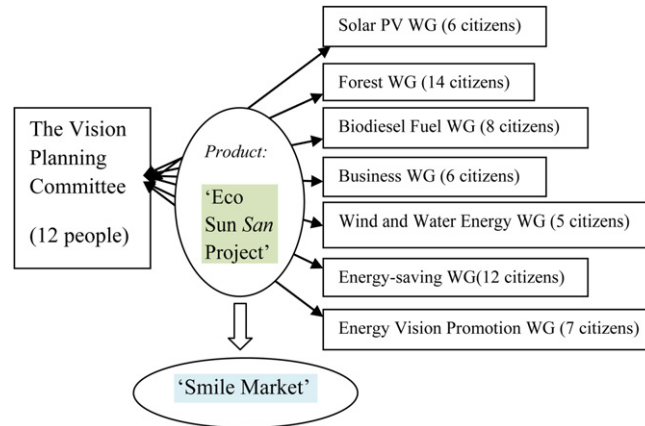 The Vision
Planning
Committee
(12 people)
Product:
‘Eco
Sun San
Project’
‘Smile Market’
Solar PV WG (6 citizens)
Forest WG (14 citizens)
Biodiesel Fuel WG (8 citizens)
Business WG (6 citizens)
Wind and Water Energy WG (5 citizens)
Energy-saving WG(12 citizens)
Energy Vision Promotion WG (7 citizens)